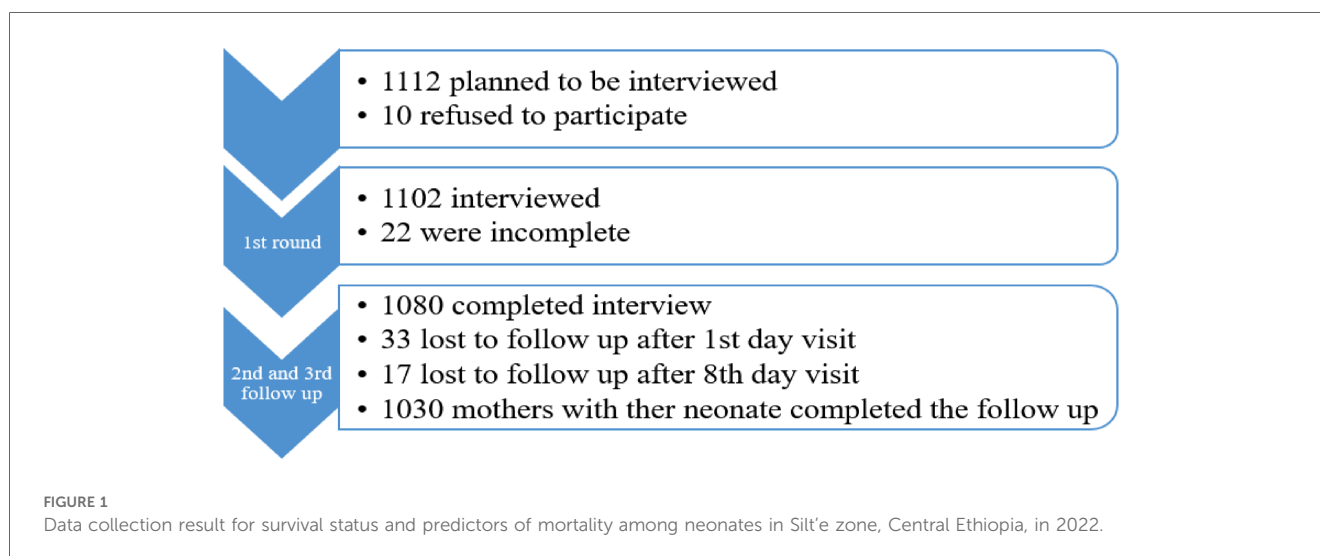 • 1112 planned to be interviewed
• 10 refused to participate
1st round
• 1102 interviewed
• 22 were incomplete
2nd and 3rd
follow up
• 1080 completed interview
• 33 lost to follow up after 1st day visit
• 17 lost to follow up after 8th day visit
• 1030 mothers with ther neonate completed the follow up
FIGURE 1
Data collection result for survival status and predictors of mortality among neonates in Silt'e zone, Central Ethiopia, in 2022.